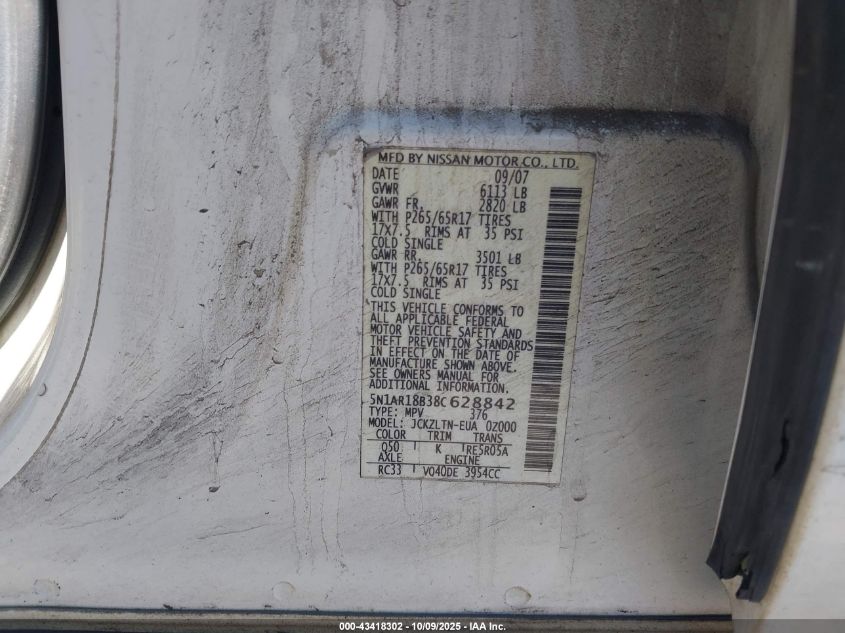 MFD BY NISSAN MOTOR CO., LTD.
DATE 09/07
GVWR 6113 LB
GAWR FR. 2820 LB
WITH P265/65R17 TIRES
17X7.5 RIMS AT 35 PSI
COLD SINGLE
GAWR RR. 3501 LB
WITH P265/65R17 TIRES
17X7.5 RIMS AT 35 PSI
COLD SINGLE
THIS VEHICLE CONFORMS TO
ALL APPLICABLE FEDERAL
MOTOR VEHICLE SAFETY AND
THEFT PREVENTION STANDARDS
IN EFFECT ON THE DATE OF
MANUFACTURE SHOWN ABOVE.
SEE OWNERS MANUAL FOR
ADDITIONAL INFORMATION.
5N1AR18B38C628842
TYPE: MPV 376
MODEL: JCKZLTN-EUA 0Z000
COLOR TRIM TRANS
Q50 K RE5R05A
AXLE ENGINE
RC33 VQ40DE 3954CC
000-43418302 - 10/09/2025 - IAA Inc.